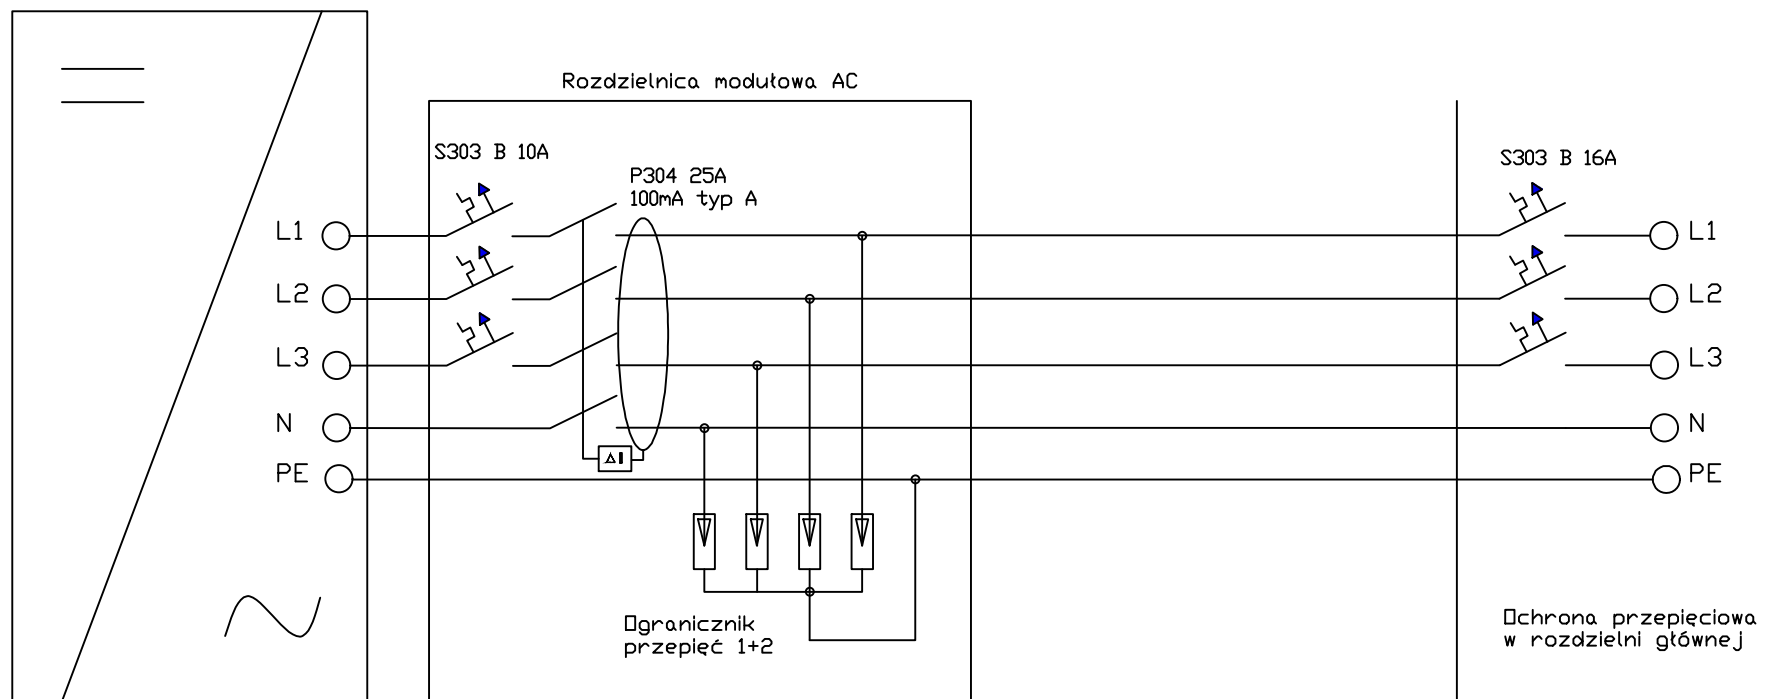 Rozdzielnica modułowa AC
S303 B 10A
P304 25A
100mA typ A
S303 B 16A
L1
L1
L2
L2
L3
L3
N
N
PE
PE
ΔI
Ogranicznik
przepięć 1+2
Ochrona przepięciowa
w rozdzielni głównej